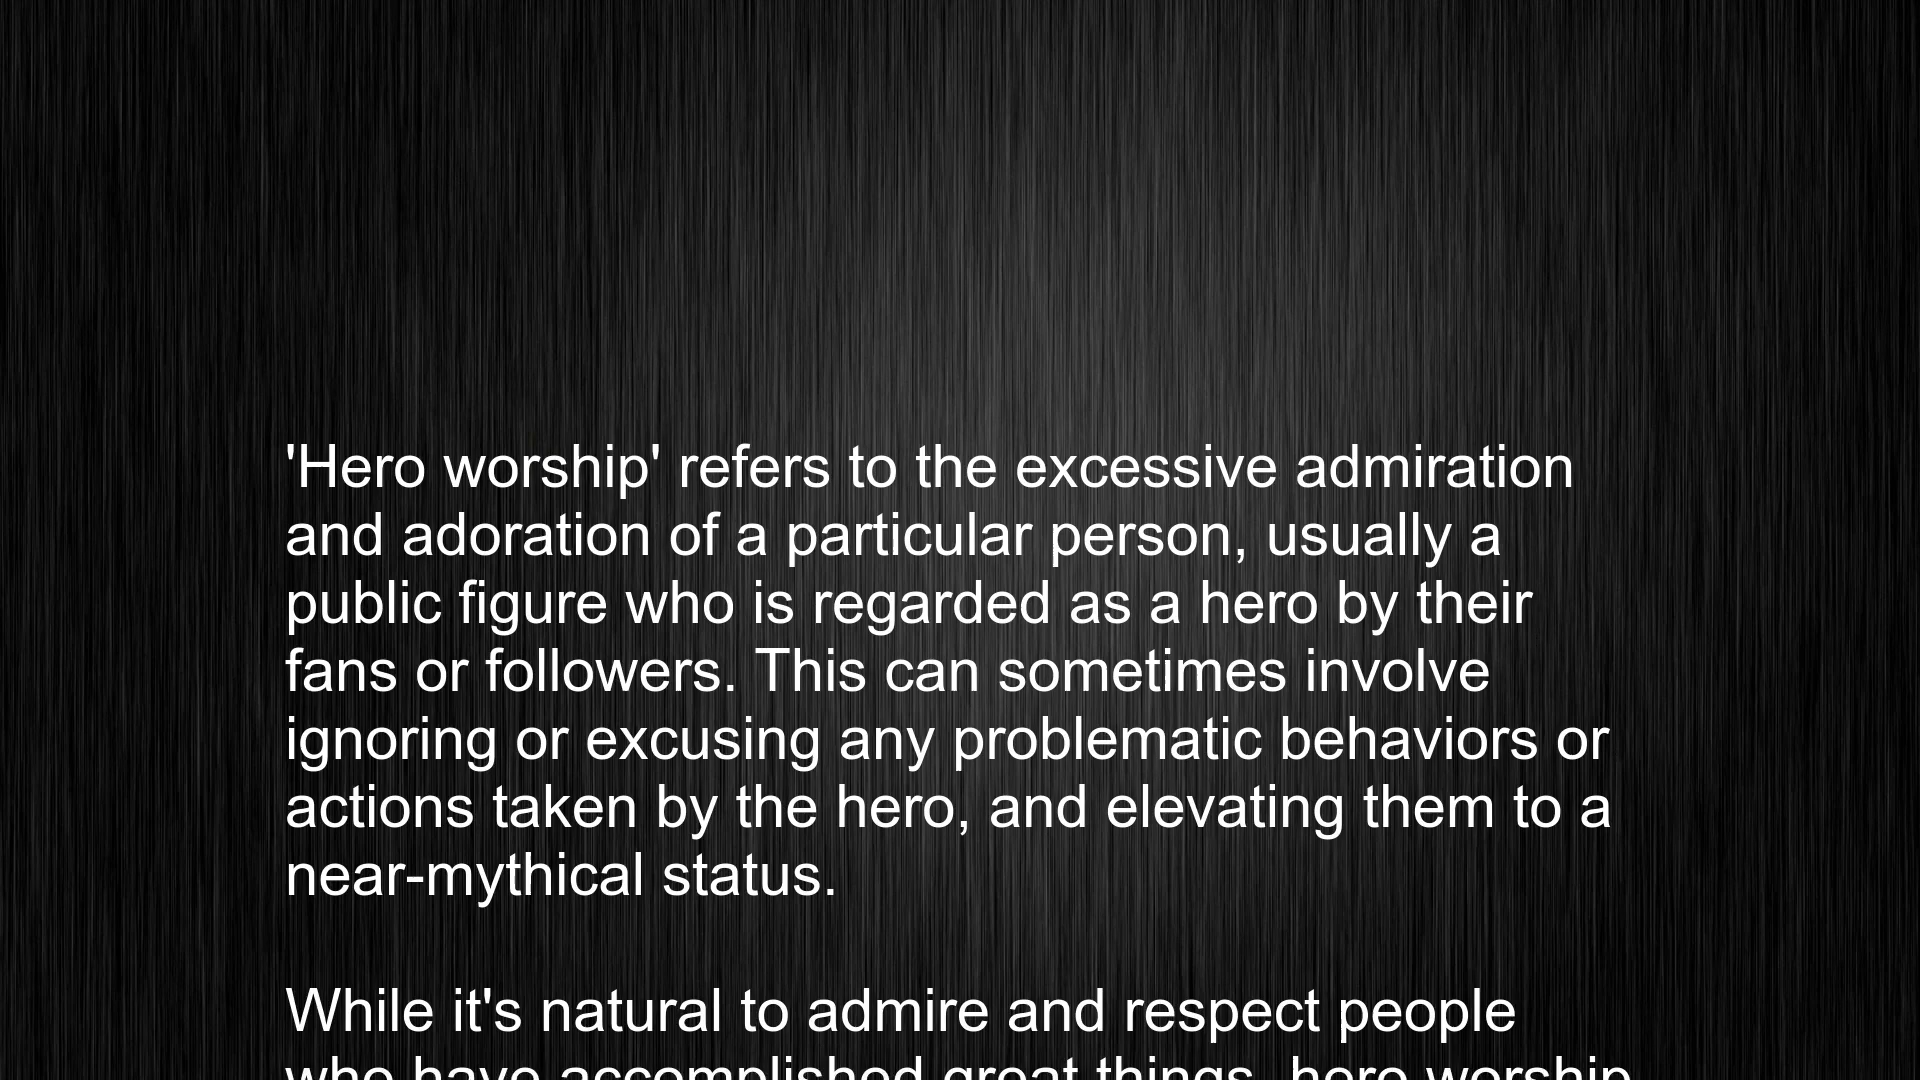 'Hero worship' refers to the excessive admiration
and adoration of a particular person, usually a
public figure who is regarded as a hero by their
fans or followers. This can sometimes involve
ignoring or excusing any problematic behaviors or
actions taken by the hero, and elevating them to a
near-mythical status.
While it's natural to admire and respect people
who have accomplished great things, hero worship